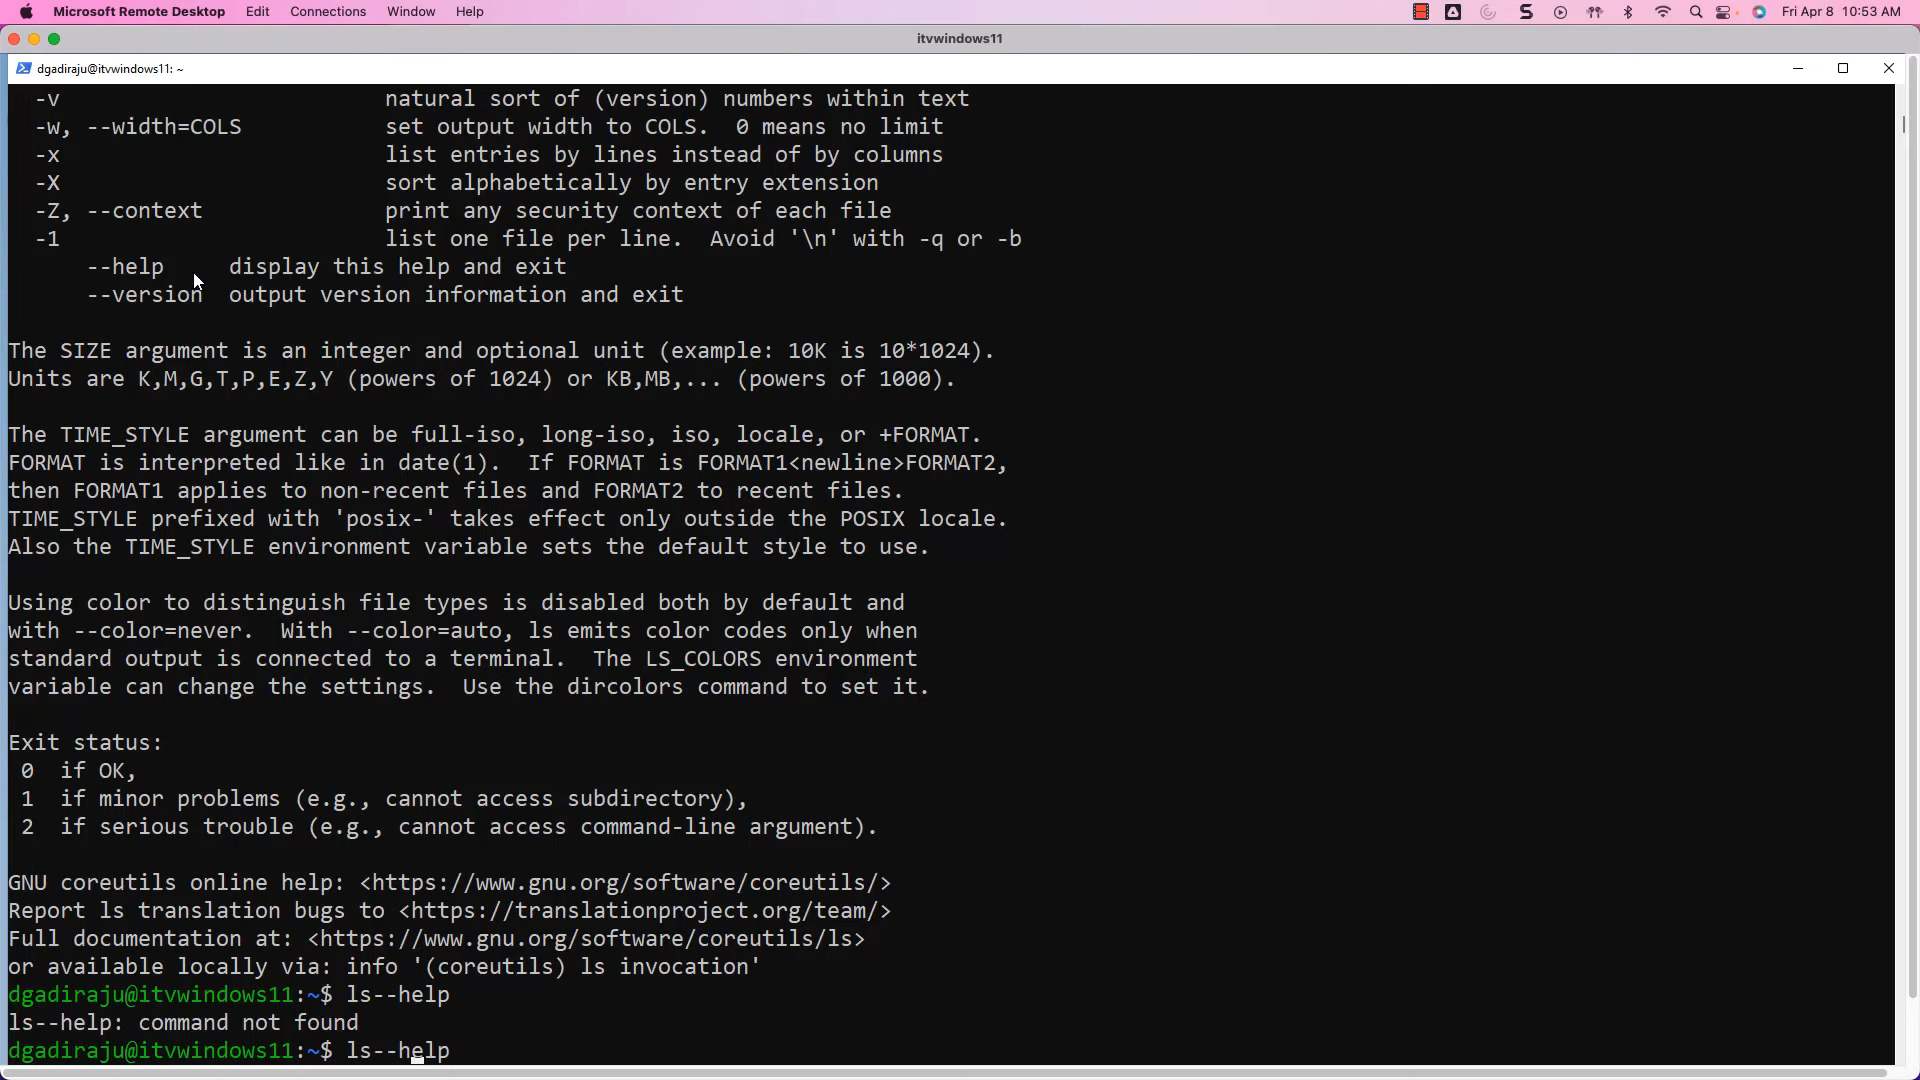 Microsoft Remote Desktop Edit Connections Window Help Fri Apr 8 10:53 AM
itvwindows11
dgadiraju@itvwindows11: ~
-v natural sort of (version) numbers within text
-w, --width=COLS set output width to COLS.  0 means no limit
-x list entries by lines instead of by columns
-X sort alphabetically by entry extension
-Z, --context print any security context of each file
-1 list one file per line.  Avoid '\n' with -q or -b
--help display this help and exit
--version output version information and exit
The SIZE argument is an integer and optional unit (example: 10K is 10*1024).
Units are K,M,G,T,P,E,Z,Y (powers of 1024) or KB,MB,... (powers of 1000).
The TIME_STYLE argument can be full-iso, long-iso, iso, locale, or +FORMAT.
FORMAT is interpreted like in date(1).  If FORMAT is FORMAT1<newline>FORMAT2,
then FORMAT1 applies to non-recent files and FORMAT2 to recent files.
TIME_STYLE prefixed with 'posix-' takes effect only outside the POSIX locale.
Also the TIME_STYLE environment variable sets the default style to use.
Using color to distinguish file types is disabled both by default and
with --color=never.  With --color=auto, ls emits color codes only when
standard output is connected to a terminal.  The LS_COLORS environment
variable can change the settings.  Use the dircolors command to set it.
Exit status:
0  if OK,
1  if minor problems (e.g., cannot access subdirectory),
2  if serious trouble (e.g., cannot access command-line argument).
GNU coreutils online help: <https://www.gnu.org/software/coreutils/>
Report ls translation bugs to <https://translationproject.org/team/>
Full documentation at: <https://www.gnu.org/software/coreutils/ls>
or available locally via: info '(coreutils) ls invocation'
dgadiraju@itvwindows11:~$ ls--help
ls--help: command not found
dgadiraju@itvwindows11:~$ ls--help